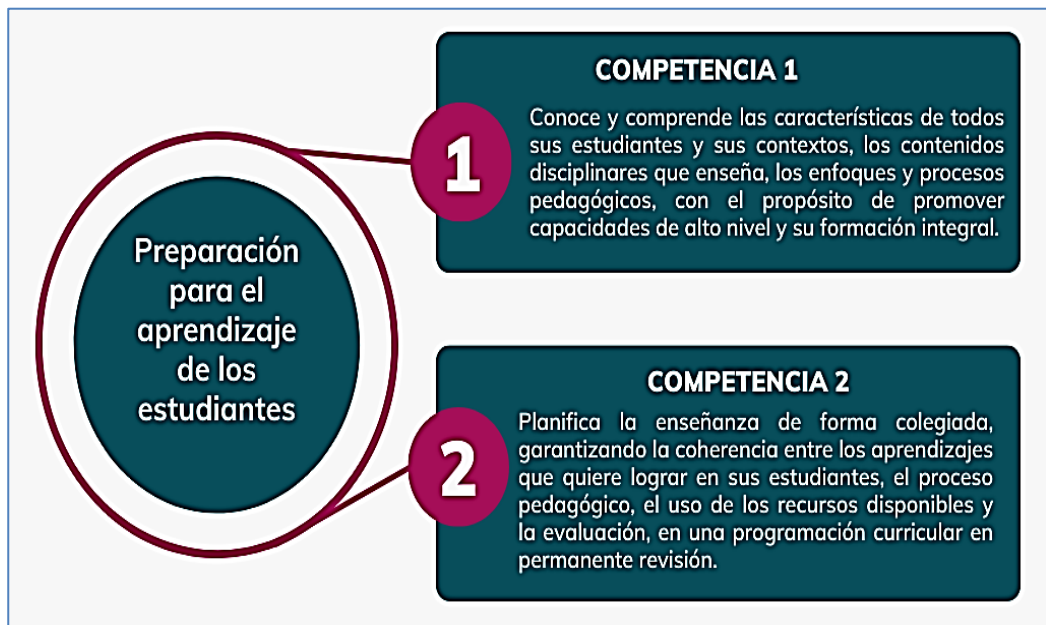 Preparación
para el
aprendizaje
de los
estudiantes
1
COMPETENCIA 1
Conoce y comprende las características de todos
sus estudiantes y sus contextos, los contenidos
disciplinares que enseña, los enfoques y procesos
pedagógicos, con el propósito de promover
capacidades de alto nivel y su formación integral.
2
COMPETENCIA 2
Planifica la enseñanza de forma colegiada,
garantizando la coherencia entre los aprendizajes
que quiere lograr en sus estudiantes, el proceso
pedagógico, el uso de los recursos disponibles y
la evaluación, en una programación curricular en
permanente revisión.